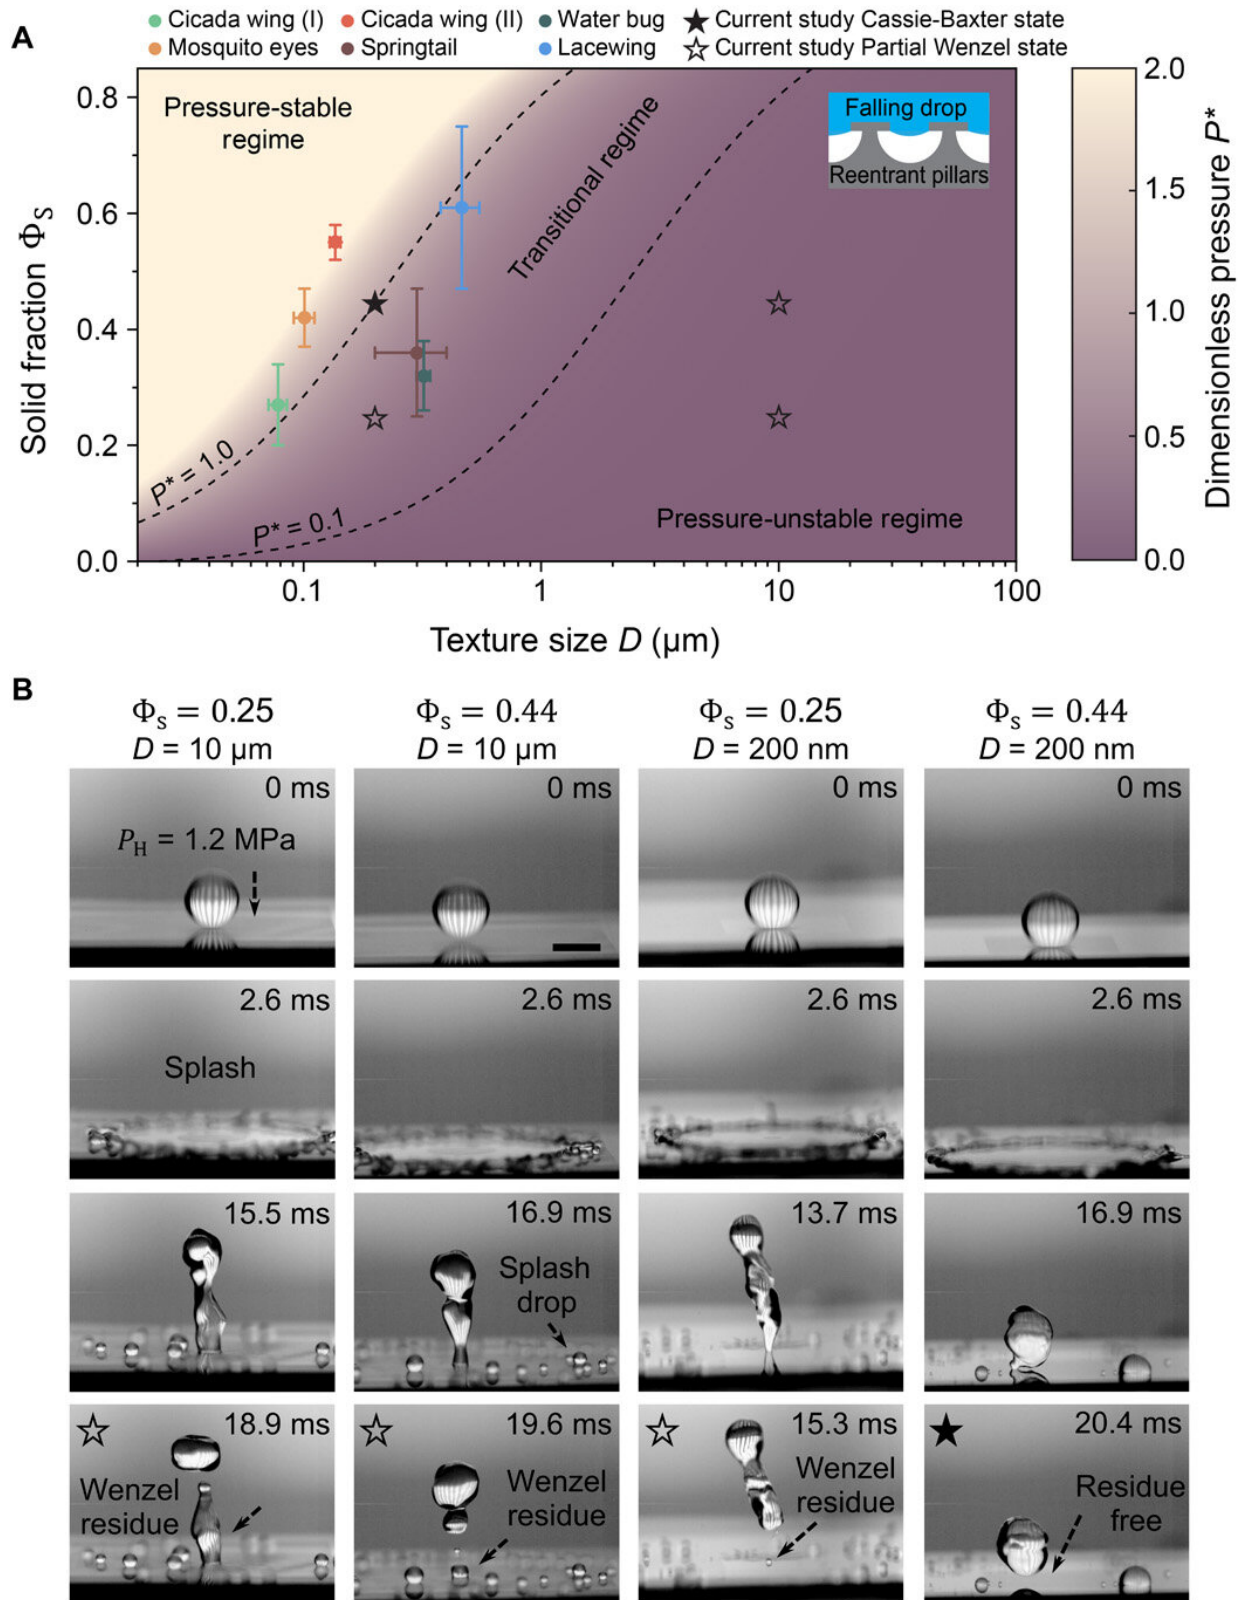 A
Cicada wing (I) Cicada wing (II) Water bug Current study Cassie-Baxter state
Mosquito eyes Springtail Lacewing Current study Partial Wenzel state
Pressure-stable
regime
Transitional regime
Falling drop
Reentrant pillars
P* = 1.0
P* = 0.1
Pressure-unstable regime
Solid fraction Φ_S
0.8
0.6
0.4
0.2
0.0
0.1 1 10 100
Texture size D (µm)
2.0
1.5
1.0
0.5
0.0
Dimensionless pressure P*
B
Φ_s = 0.25 Φ_s = 0.44 Φ_s = 0.25 Φ_s = 0.44
D = 10 µm D = 10 µm D = 200 nm D = 200 nm
0 ms 0 ms 0 ms 0 ms
P_H = 1.2 MPa
2.6 ms 2.6 ms 2.6 ms 2.6 ms
Splash
15.5 ms 16.9 ms 13.7 ms 16.9 ms
Splash
drop
18.9 ms 19.6 ms 15.3 ms 20.4 ms
Wenzel
residue
Wenzel
residue
Wenzel
residue
Residue
free